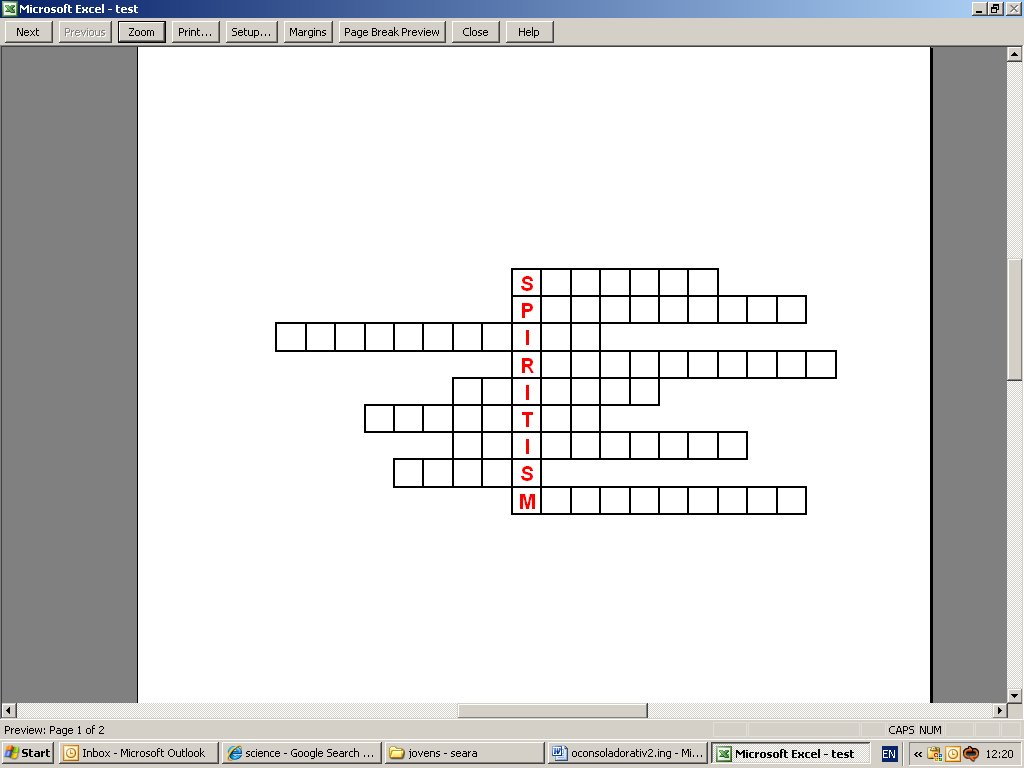 Microsoft Excel - test
Next Previous Zoom Print... Setup... Margins Page Break Preview Close Help
S
P
I
R
I
T
I
S
M
Preview: Page 1 of 2 CAPS NUM
Start Inbox - Microsoft Outlook science - Google Search ... jovens - seara oconsoladorativ2.ing - Mi... Microsoft Excel - test EN « 12:20